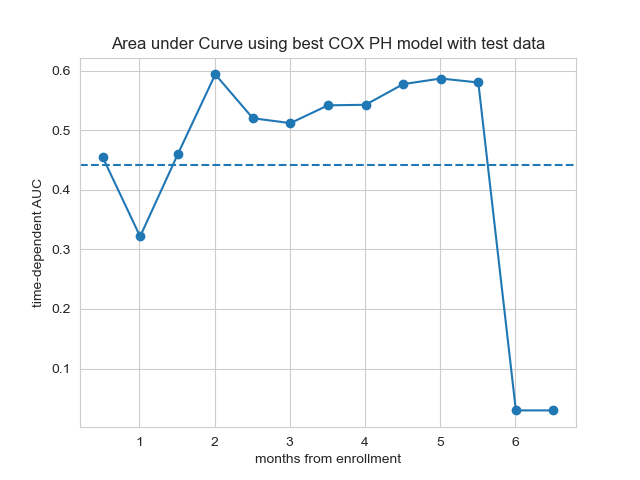 Area under Curve using best COX PH model with test data
time-dependent AUC
0.6
0.5
0.4
0.3
0.2
0.1
1 2 3 4 5 6
months from enrollment